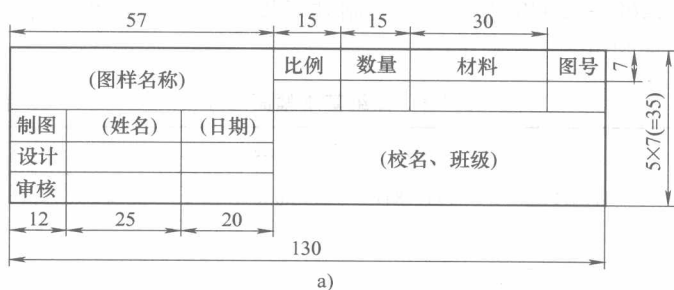 57 15 15 30
比例 数量 材料 图号 7
(图样名称)
制图 (姓名) (日期)
设计 (校名、班级) 5×7(=35)
审核
12 25 20
130
a)